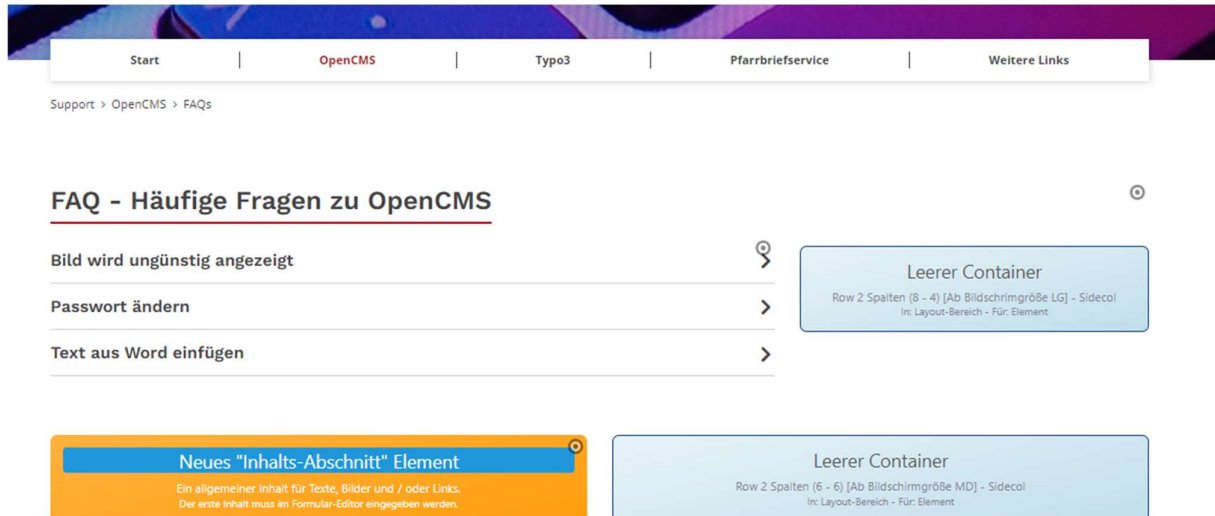 Start | OpenCMS | Typo3 | Pfarrbriefservice | Weitere Links
Support > OpenCMS > FAQs
FAQ - Häufige Fragen zu OpenCMS
Bild wird ungünstig angezeigt
Passwort ändern
Text aus Word einfügen
Leerer Container
Row 2 Spalten (8 - 4) [Ab Bildschrimgröße LG] - Sidecol
In: Layout-Bereich - Für: Element
Neues "Inhalts-Abschnitt" Element
Ein allgemeiner Inhalt für Texte, Bilder und / oder Links.
Der erste Inhalt muss im Formular-Editor eingegeben werden.
Leerer Container
Row 2 Spalten (6 - 6) [Ab Bildschirmgröße MD] - Sidecol
In: Layout-Bereich - Für: Element